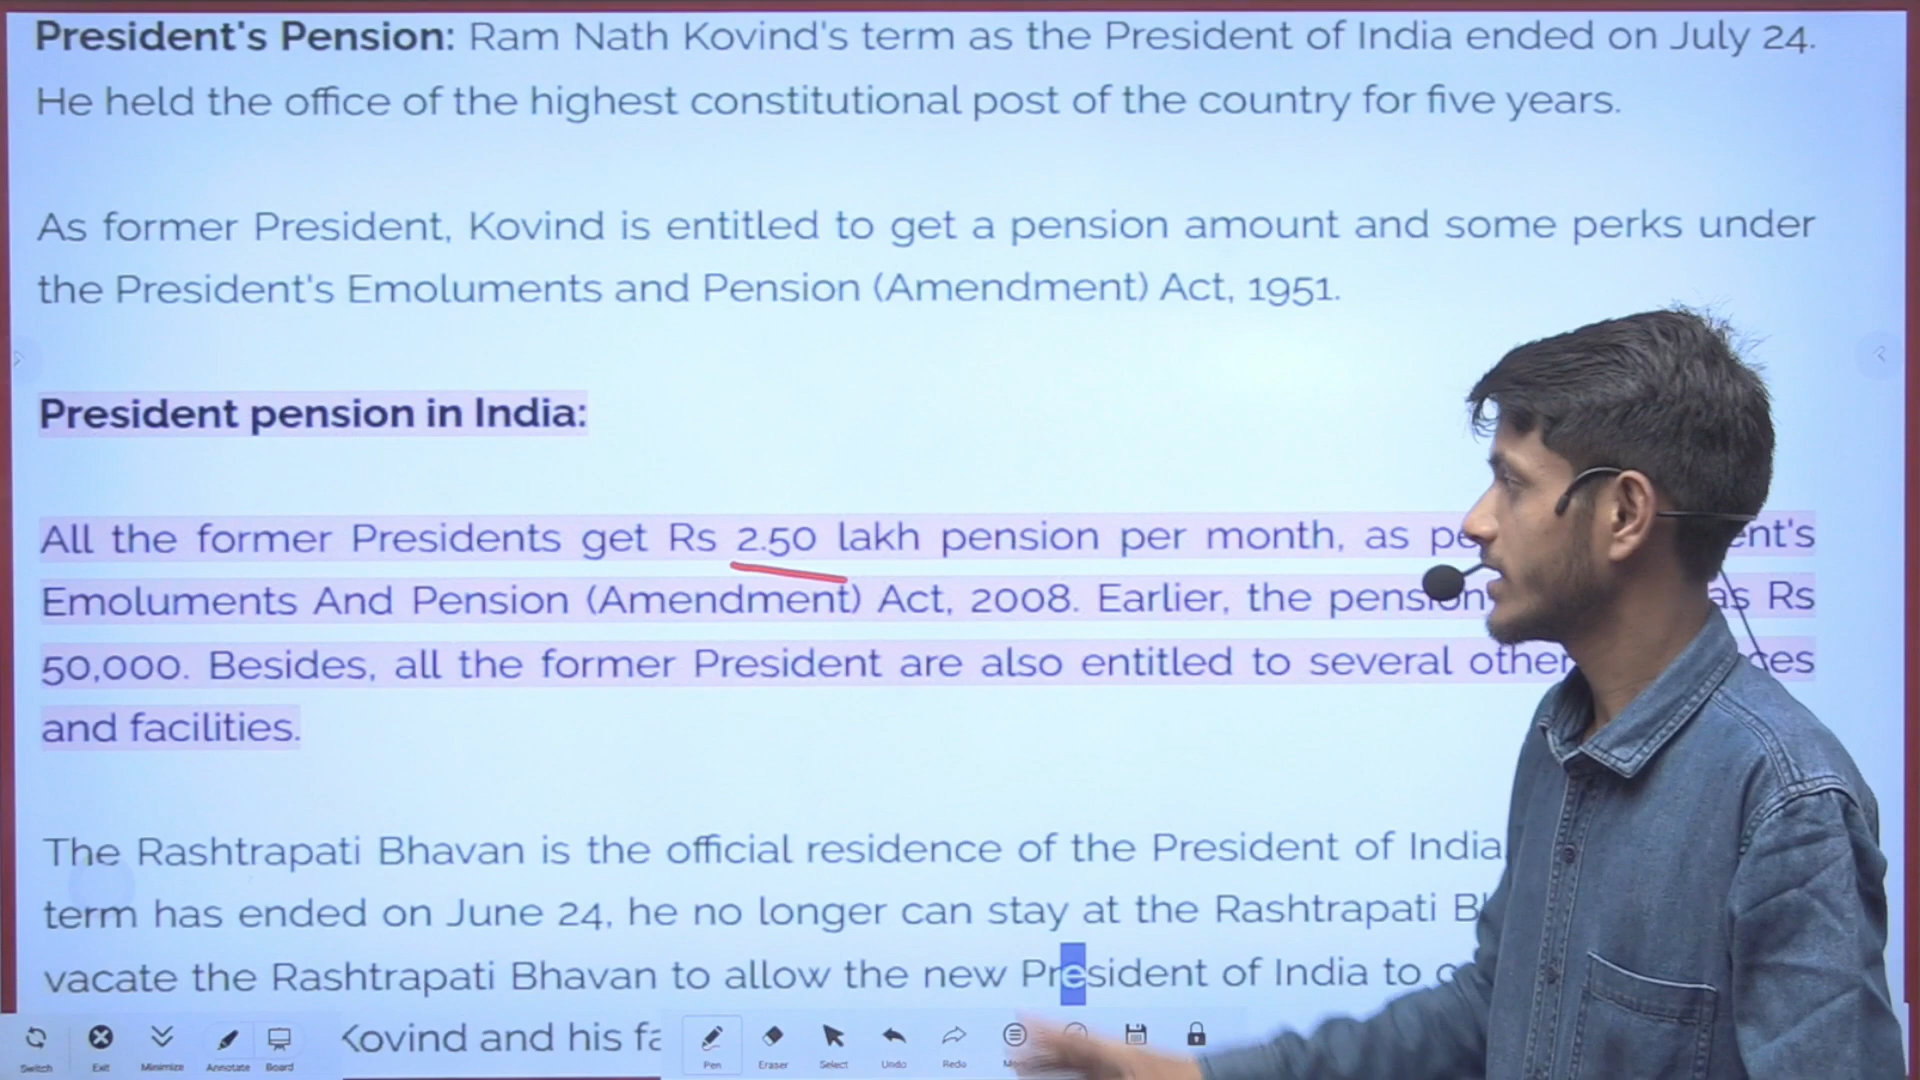 President's Pension: Ram Nath Kovind's term as the President of India ended on July 24.
He held the office of the highest constitutional post of the country for five years.
As former President, Kovind is entitled to get a pension amount and some perks under
the President's Emoluments and Pension (Amendment) Act, 1951.
President pension in India:
All the former Presidents get Rs 2.50 lakh pension per month, as
Emoluments And Pension (Amendment) Act, 2008. Earlier, the pension as Rs
50,000. Besides, all the former President are also entitled to several other
and facilities.
The Rashtrapati Bhavan is the official residence of the President of India
term has ended on June 24, he no longer can stay at the Rashtrapati
vacate the Rashtrapati Bhavan to allow the new President of India to
Kovind and his
Switch Exit Minimize Annotate Board Pen Eraser Select Undo Redo